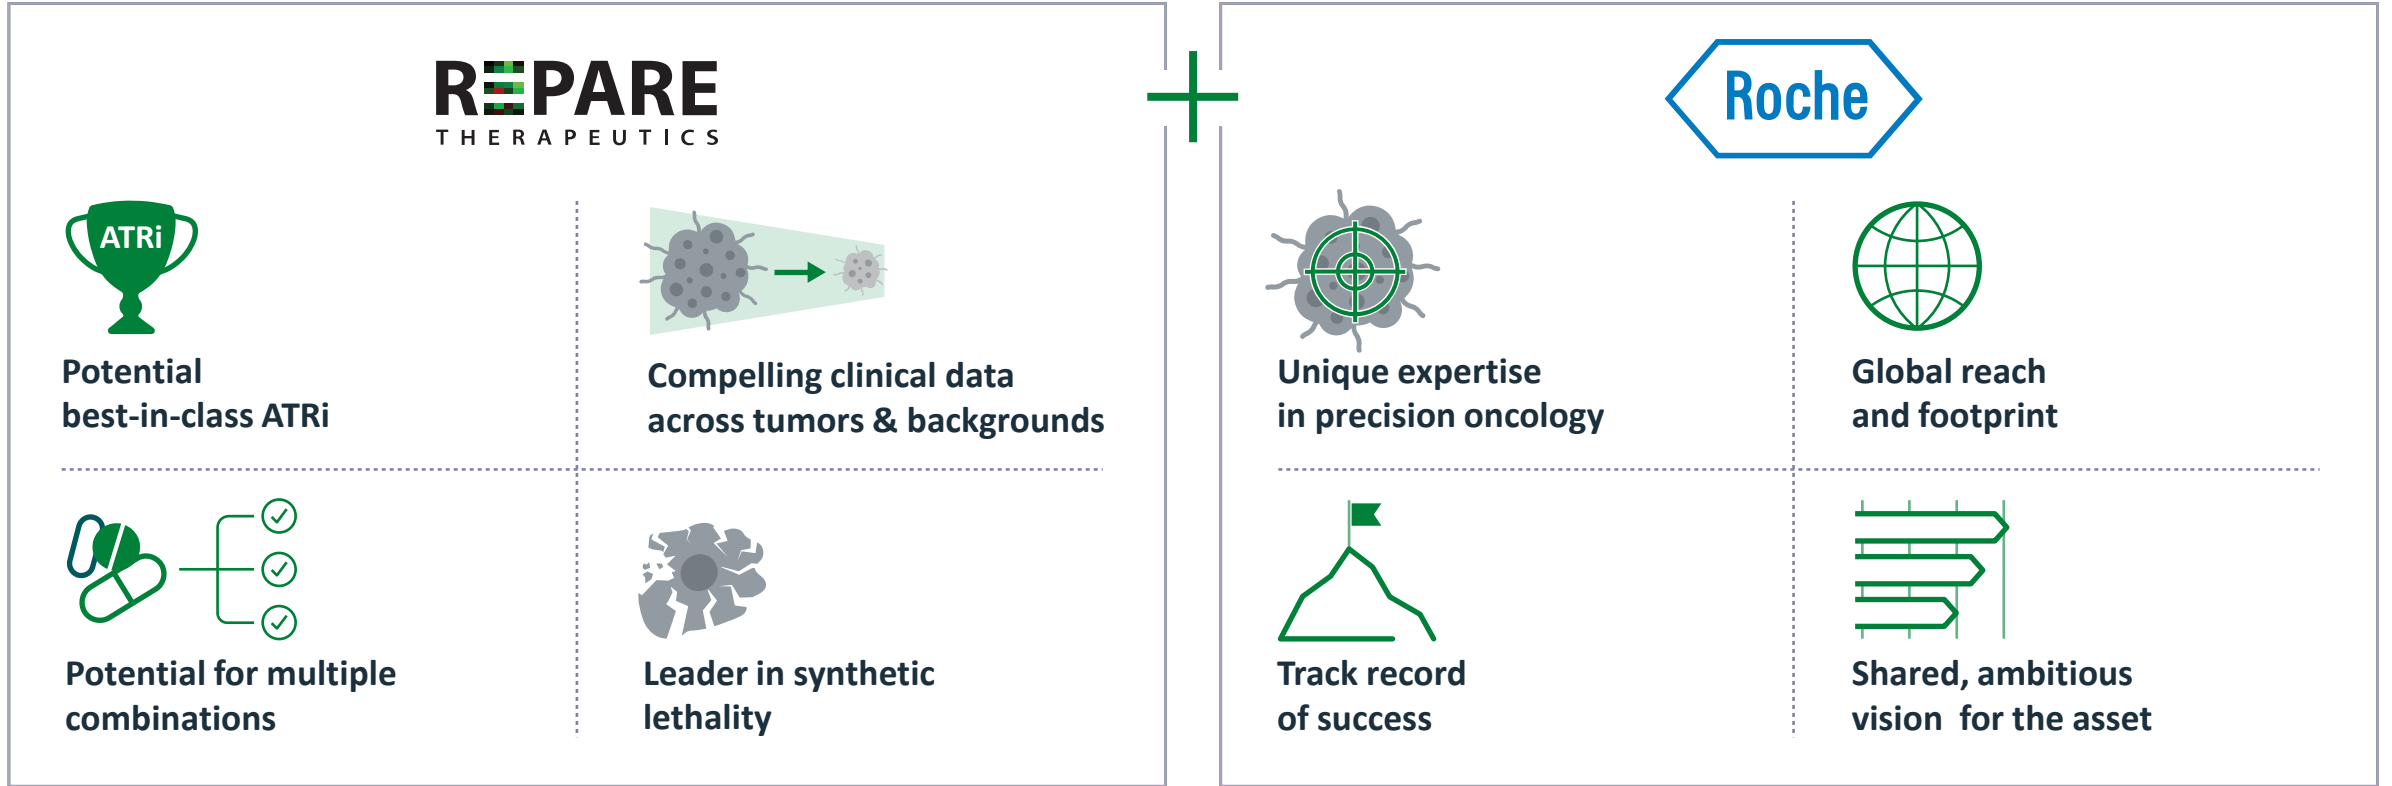 REPARE
THERAPEUTICS
ATRi
Potential
best-in-class ATRi
Compelling clinical data
across tumors & backgrounds
Potential for multiple
combinations
Leader in synthetic
lethality
Roche
Unique expertise
in precision oncology
Global reach
and footprint
Track record
of success
Shared, ambitious
vision  for the asset